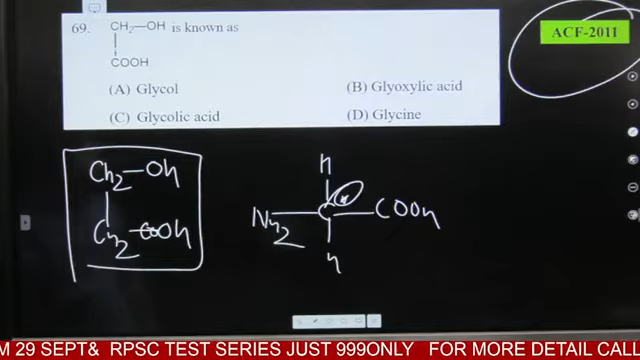 69. CH2—OH is known as
COOH
(A) Glycol
(B) Glyoxylic acid
(C) Glycolic acid
(D) Glycine
ACF-2011
CH2—OH
CH2—COOH
H
NH2—C—COOH
H
M 29 SEPT& RPSC TEST SERIES JUST 999ONLY FOR MORE DETAIL CALL